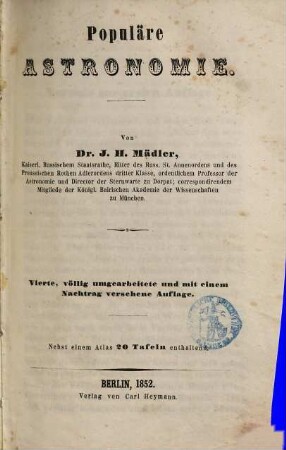 Populäre
ASTRONOMIE.
Von
Dr. J. H. Mädler,
Kaiserl. Russischem Staatsrathe, Ritter des Russ. St. Annenordens und des
Preussischen Rothen Adlerordens dritter Klasse, ordentlichem Professor der
Astronomie und Director der Sternwarte zu Dorpat; correspondirendem
Mitgliede der Königl. Bairischen Akademie der Wissenschaften
zu München.
Vierte, völlig umgearbeitete und mit einem
Nachtrag versehene Auflage.
Nebst einem Atlas 20 Tafeln enthaltend.
BERLIN, 1852.
Verlag von Carl Heymann.